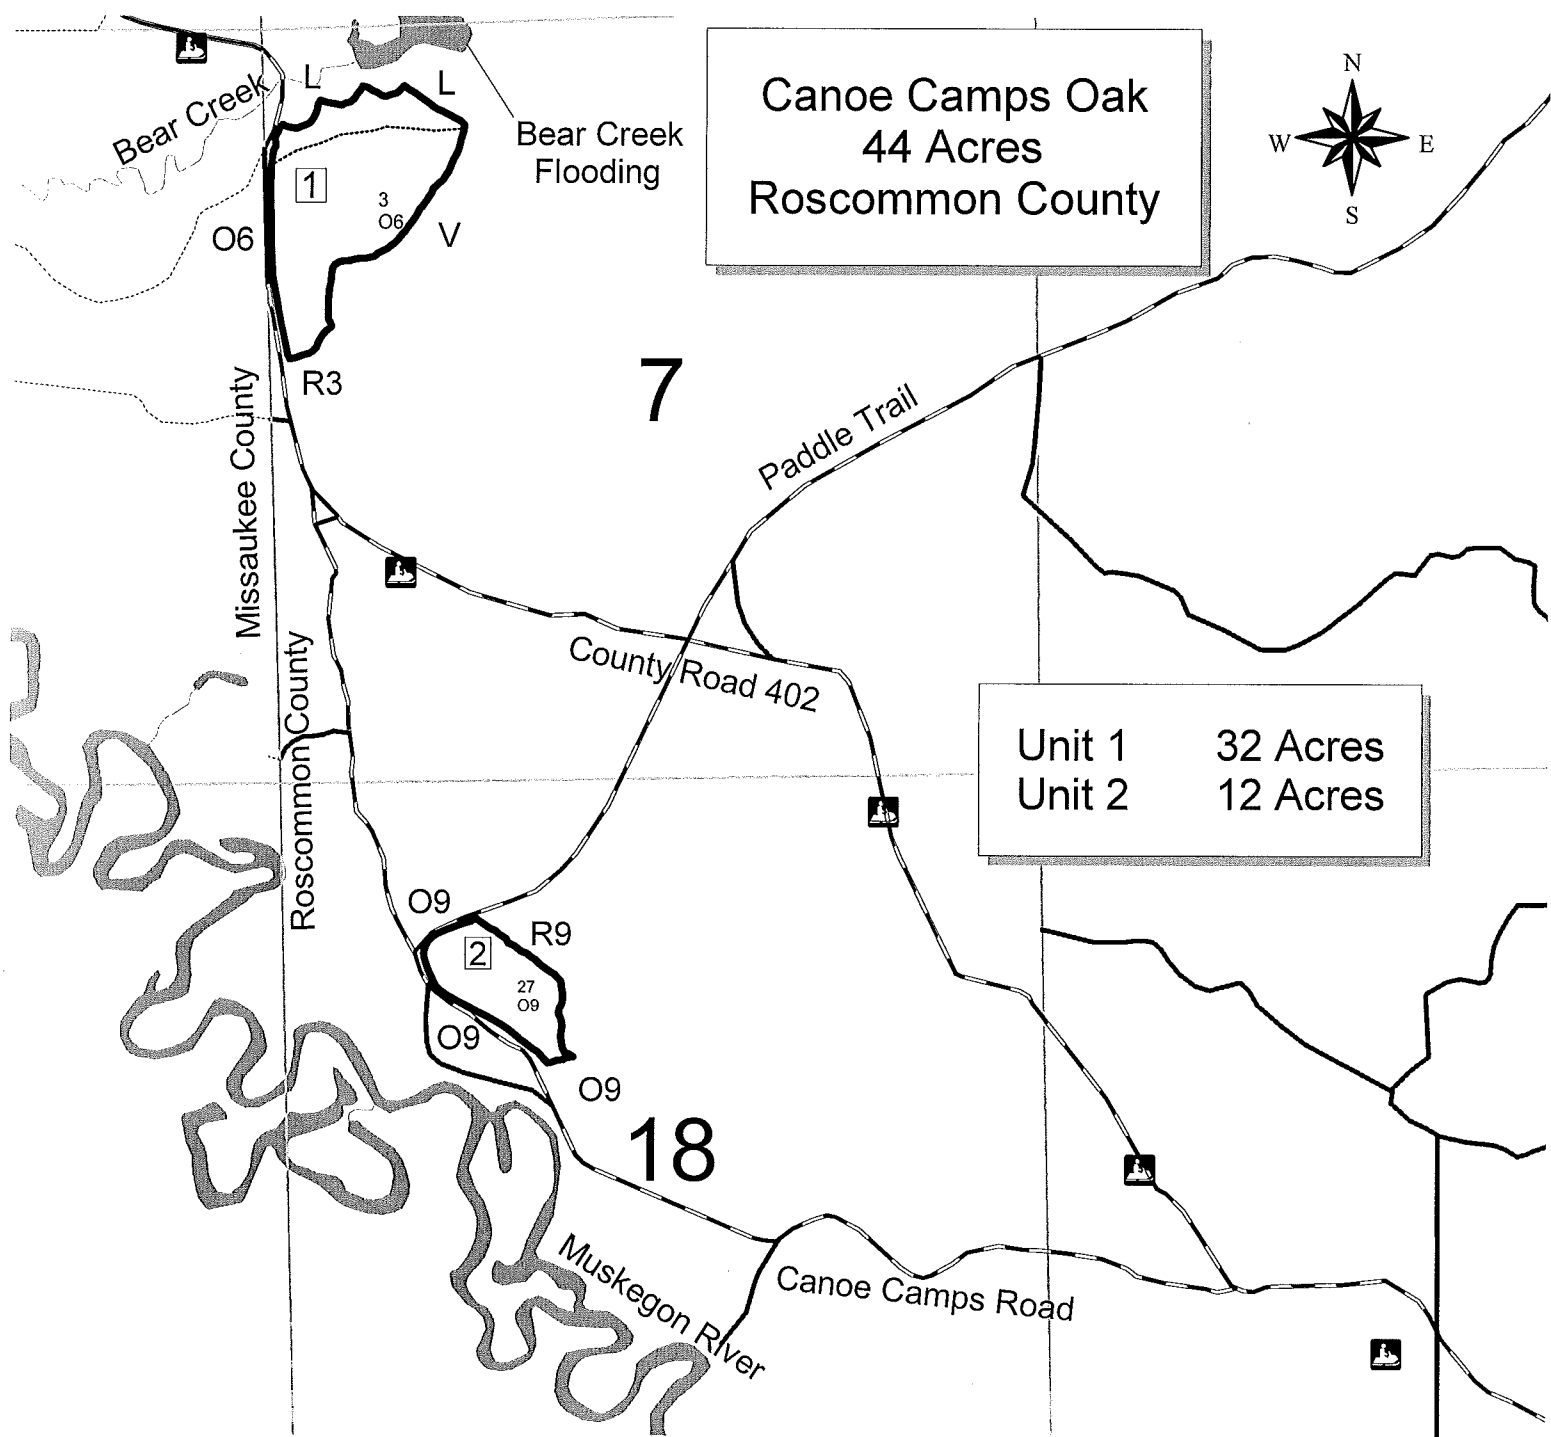 Canoe Camps Oak
44 Acres
Roscommon County
N
W
E
S
L
L
Bear Creek
Bear Creek
Flooding
1
3
O6
O6
V
R3
7
Missaukee County
Paddle Trail
County Road 402
Roscommon County
Unit 1 32 Acres
Unit 2 12 Acres
O9
R9
2
27
O9
O9
O9
18
Muskegon River
Canoe Camps Road